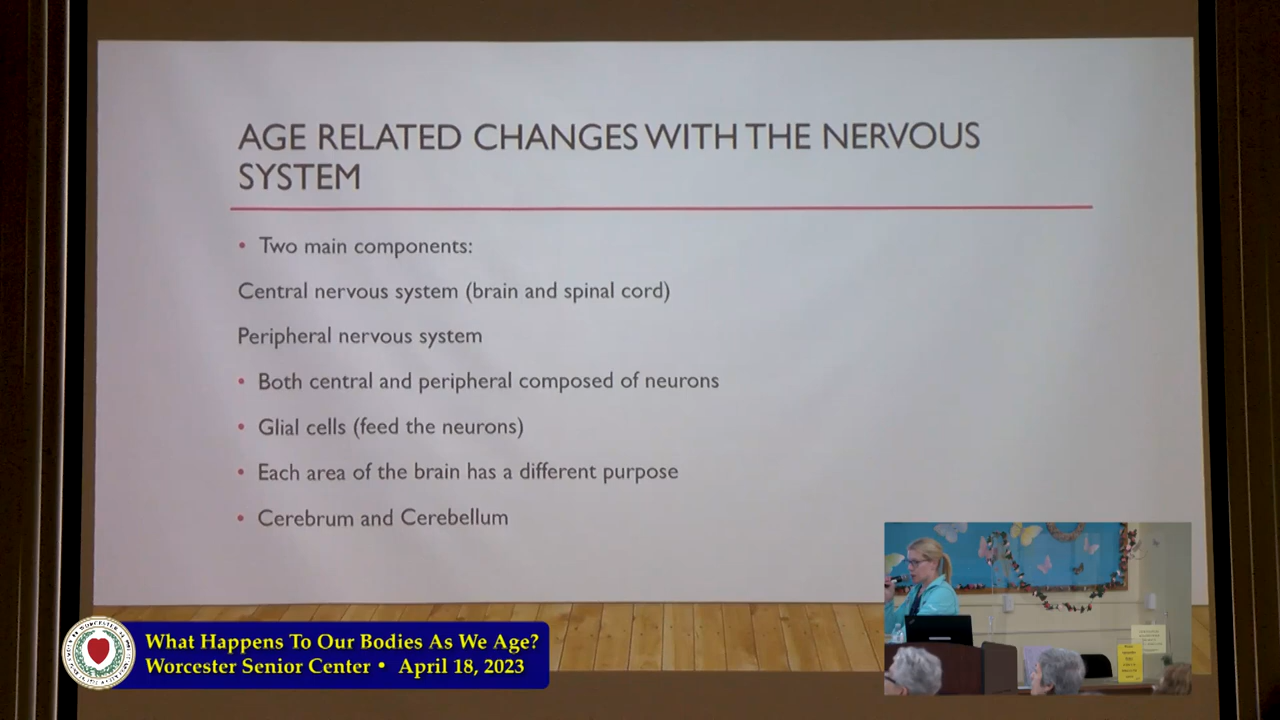 AGE RELATED CHANGES WITH THE NERVOUS
SYSTEM
• Two main components:
Central nervous system (brain and spinal cord)
Peripheral nervous system
• Both central and peripheral composed of neurons
• Glial cells (feed the neurons)
• Each area of the brain has a different purpose
• Cerebrum and Cerebellum
What Happens To Our Bodies As We Age?
Worcester Senior Center • April 18, 2023